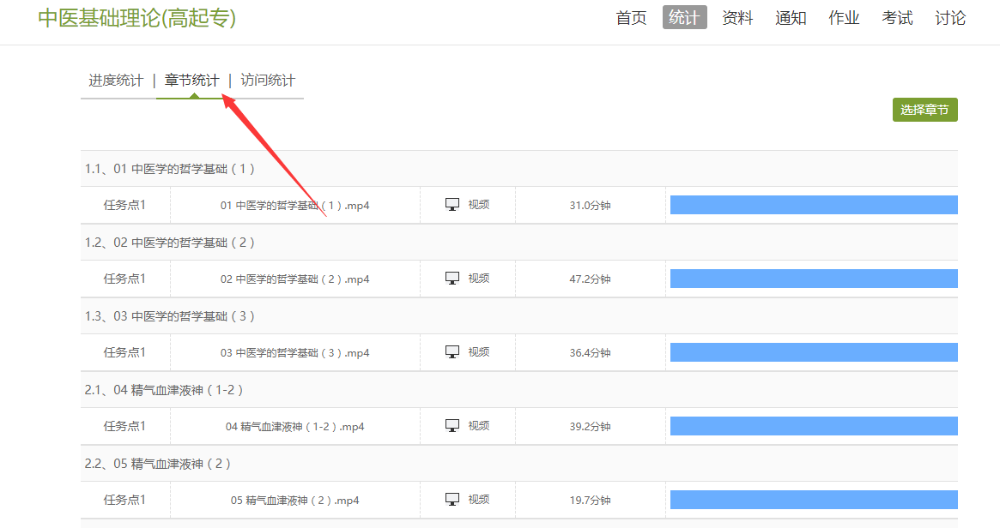 中医基础理论(高起专)
首页 统计 资料 通知 作业 考试 讨论
进度统计 | 章节统计 | 访问统计
选择章节
1.1、01 中医学的哲学基础（1）
任务点1 01 中医学的哲学基础（1）.mp4 视频 31.0分钟
1.2、02 中医学的哲学基础（2）
任务点1 02 中医学的哲学基础（2）.mp4 视频 47.2分钟
1.3、03 中医学的哲学基础（3）
任务点1 03 中医学的哲学基础（3）.mp4 视频 36.4分钟
2.1、04 精气血津液神（1-2）
任务点1 04 精气血津液神（1-2）.mp4 视频 39.2分钟
2.2、05 精气血津液神（2）
任务点1 05 精气血津液神（2）.mp4 视频 19.7分钟